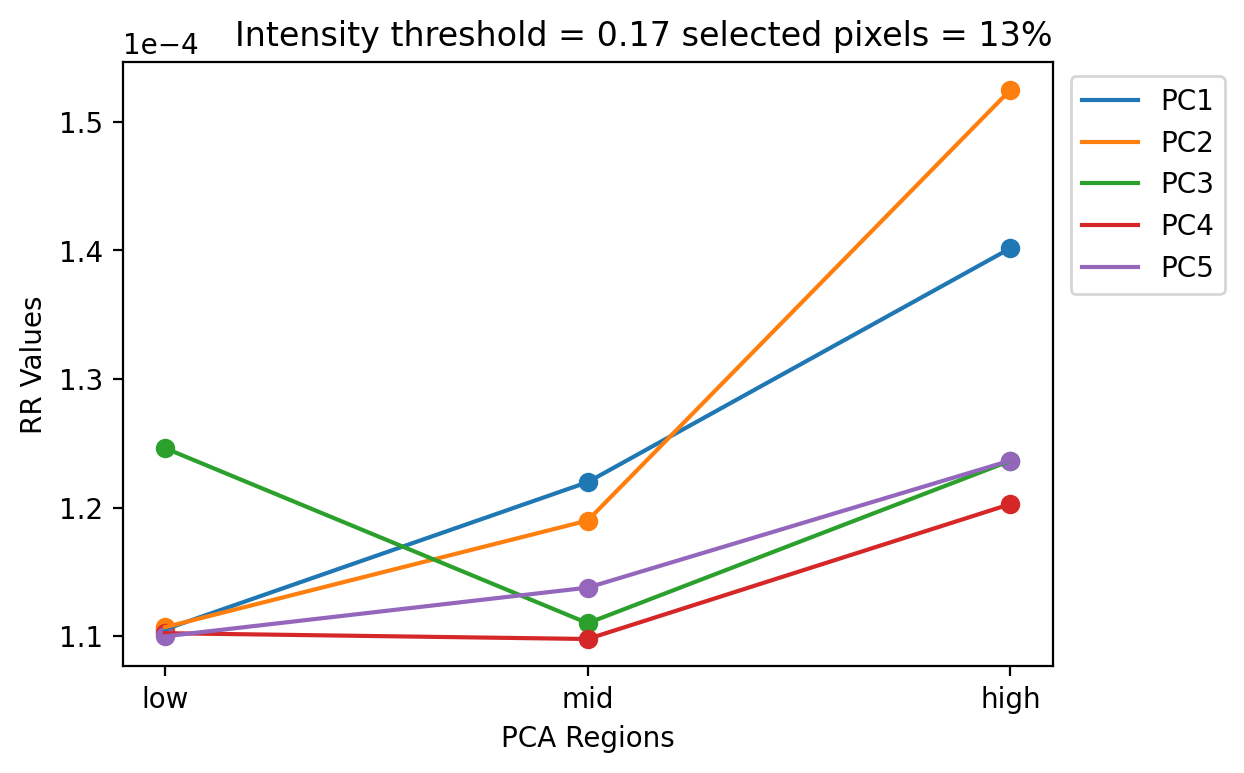 Intensity threshold = 0.17 selected pixels = 13%
1e−4
1.5
1.4
1.3
1.2
1.1
RR Values
low
mid
high
PCA Regions
PC1
PC2
PC3
PC4
PC5